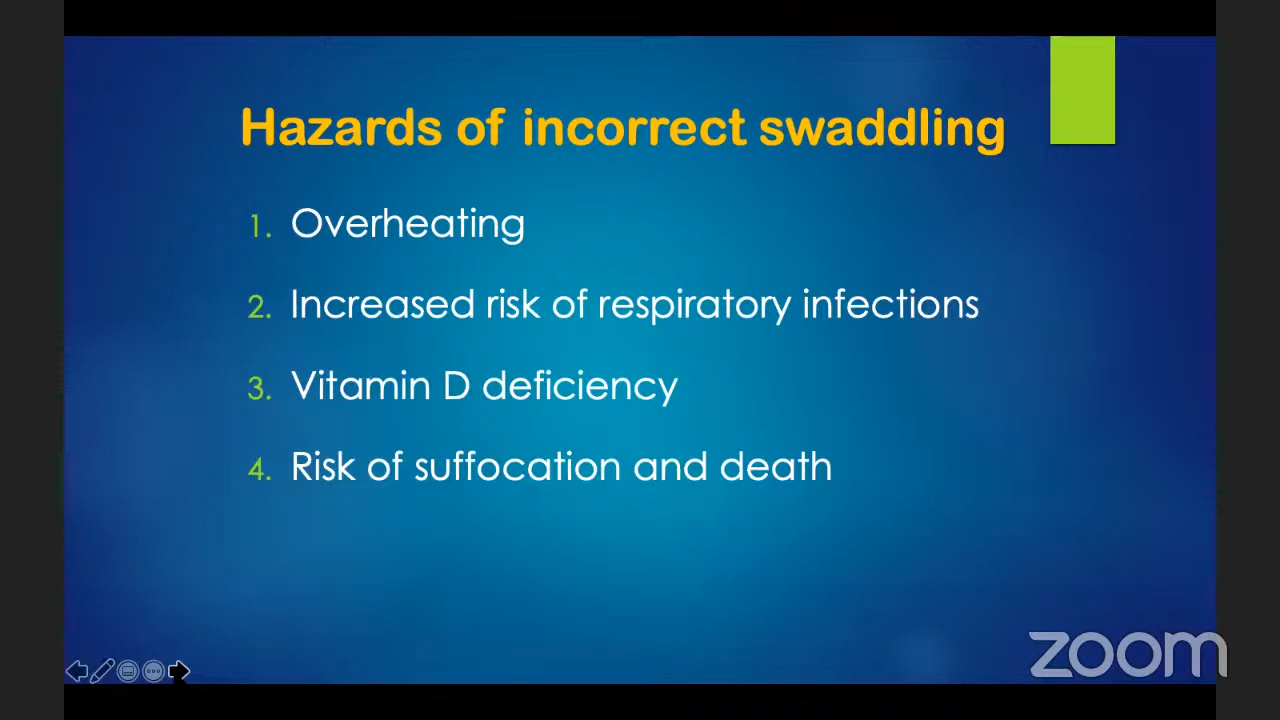 Hazards of incorrect swaddling
1. Overheating
2. Increased risk of respiratory infections
3. Vitamin D deficiency
4. Risk of suffocation and death
zoom